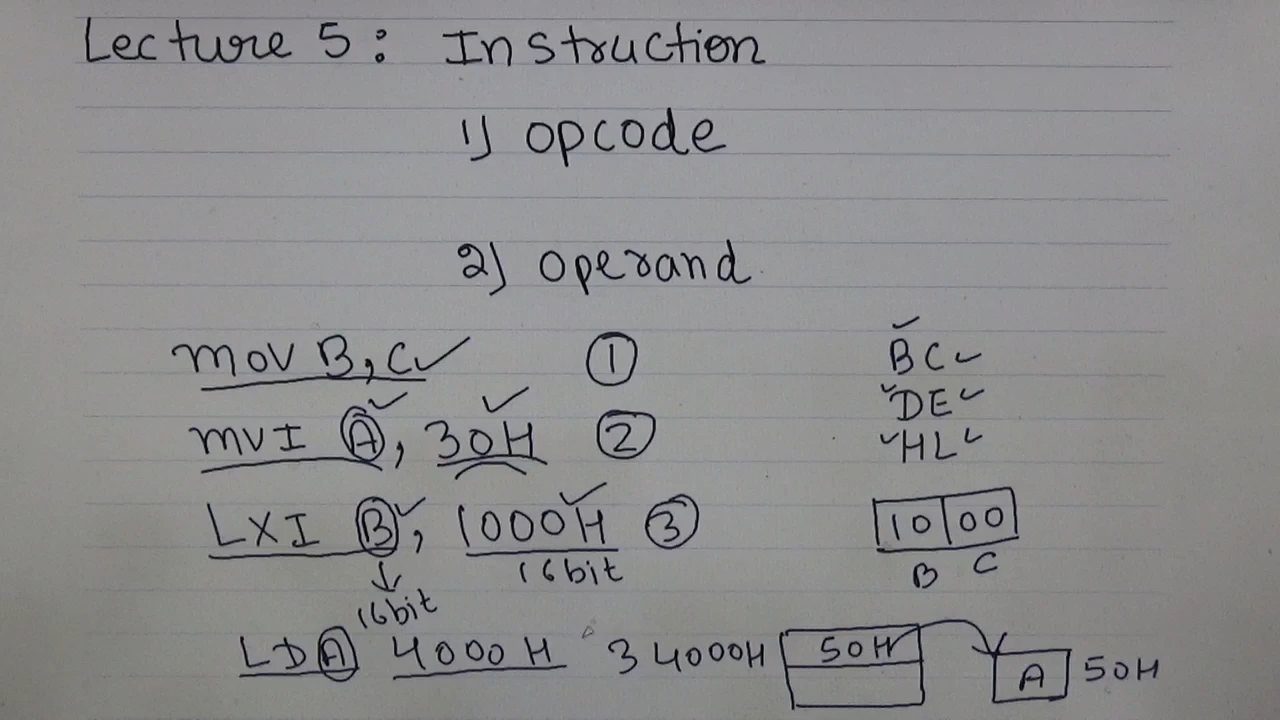 Lecture 5: Instruction
1) opcode
2) operand
MOV B, C ✓ 1 BC
MVI A, 30H 2 DE
HL
LXI B, 1000H 3 10 00
16bit B C
16bit
LDA 4000H 3 4000H 50H A 50H